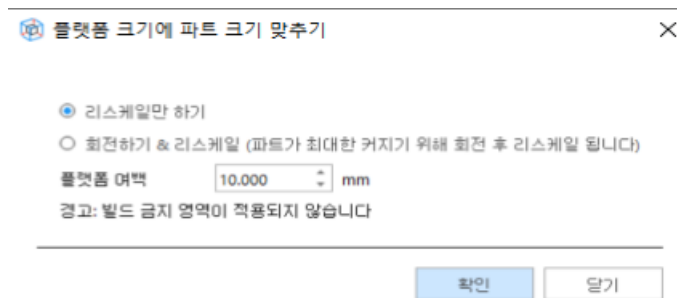 플랫폼 크기에 파트 크기 맞추기
리스케일만 하기
회전하기 & 리스케일 (파트가 최대한 커지기 위해 회전 후 리스케일 됩니다)
플랫폼 여백 10.000 mm
경고: 빌드 금지 영역이 적용되지 않습니다
확인 닫기